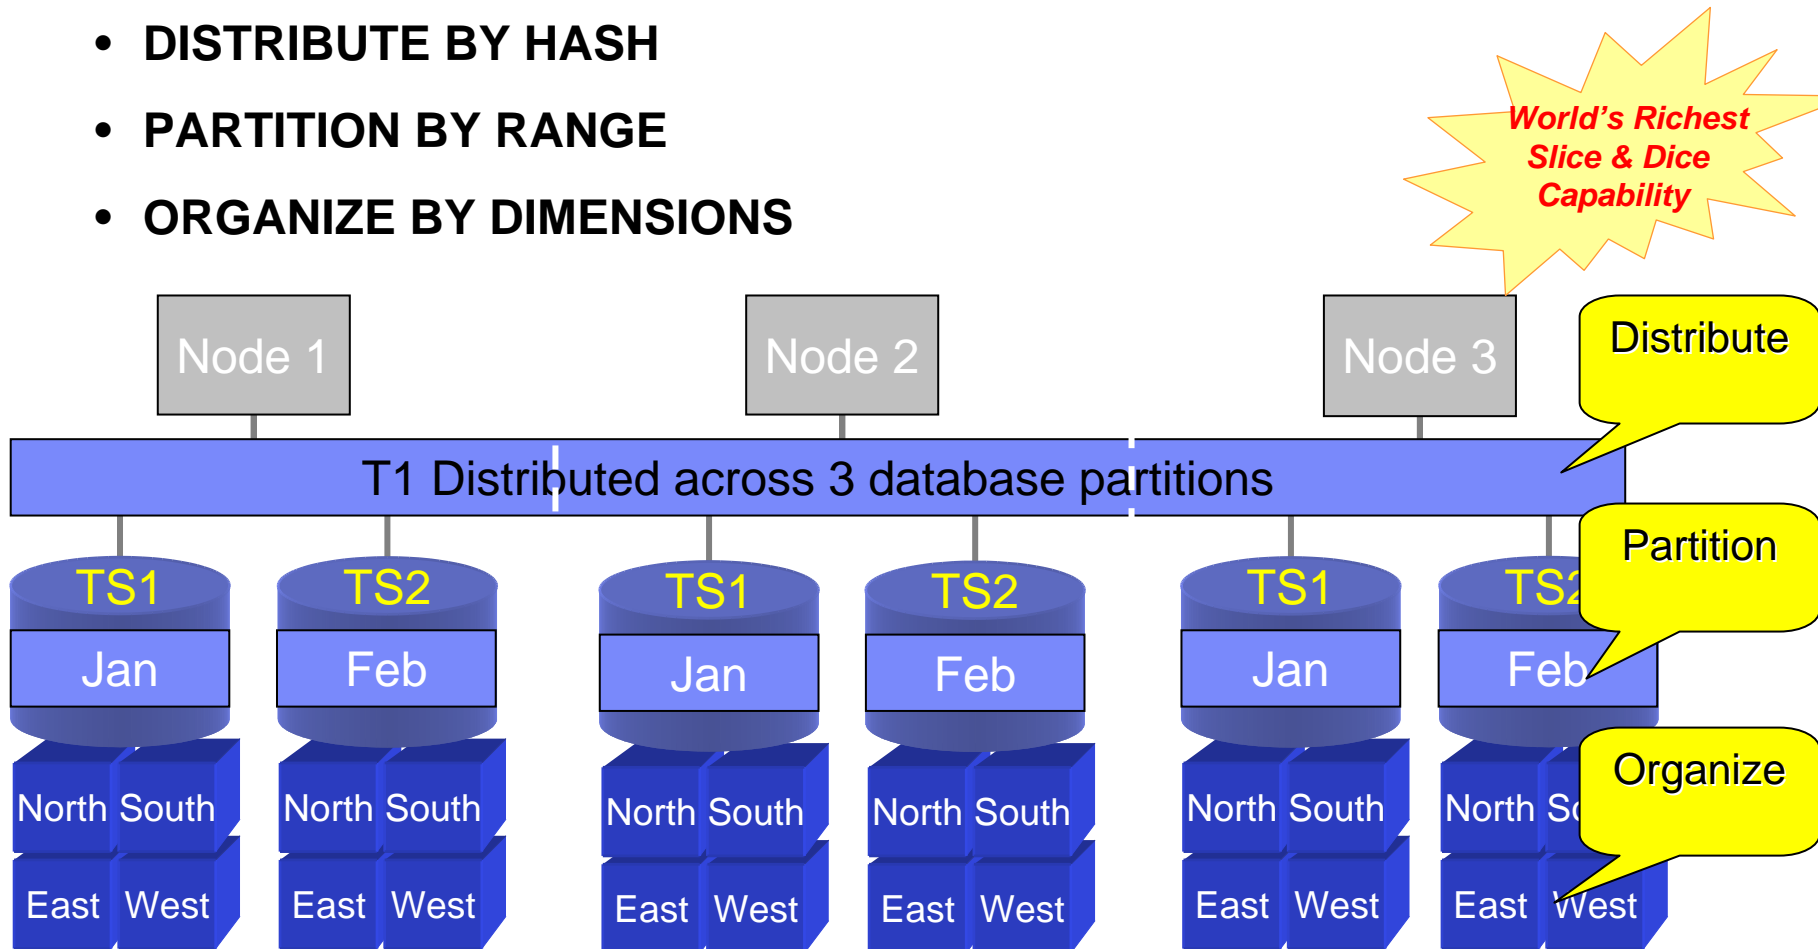 • DISTRIBUTE BY HASH
• PARTITION BY RANGE
• ORGANIZE BY DIMENSIONS
World's Richest
Slice & Dice
Capability
Node 1
Node 2
Node 3
Distribute
T1 Distributed across 3 database partitions
Partition
TS1
TS2
TS1
TS2
TS1
TS2
Jan
Feb
Jan
Feb
Jan
Feb
Organize
North South
North South
North South
North South
North South
North
East West
East West
East West
East West
East West
East West